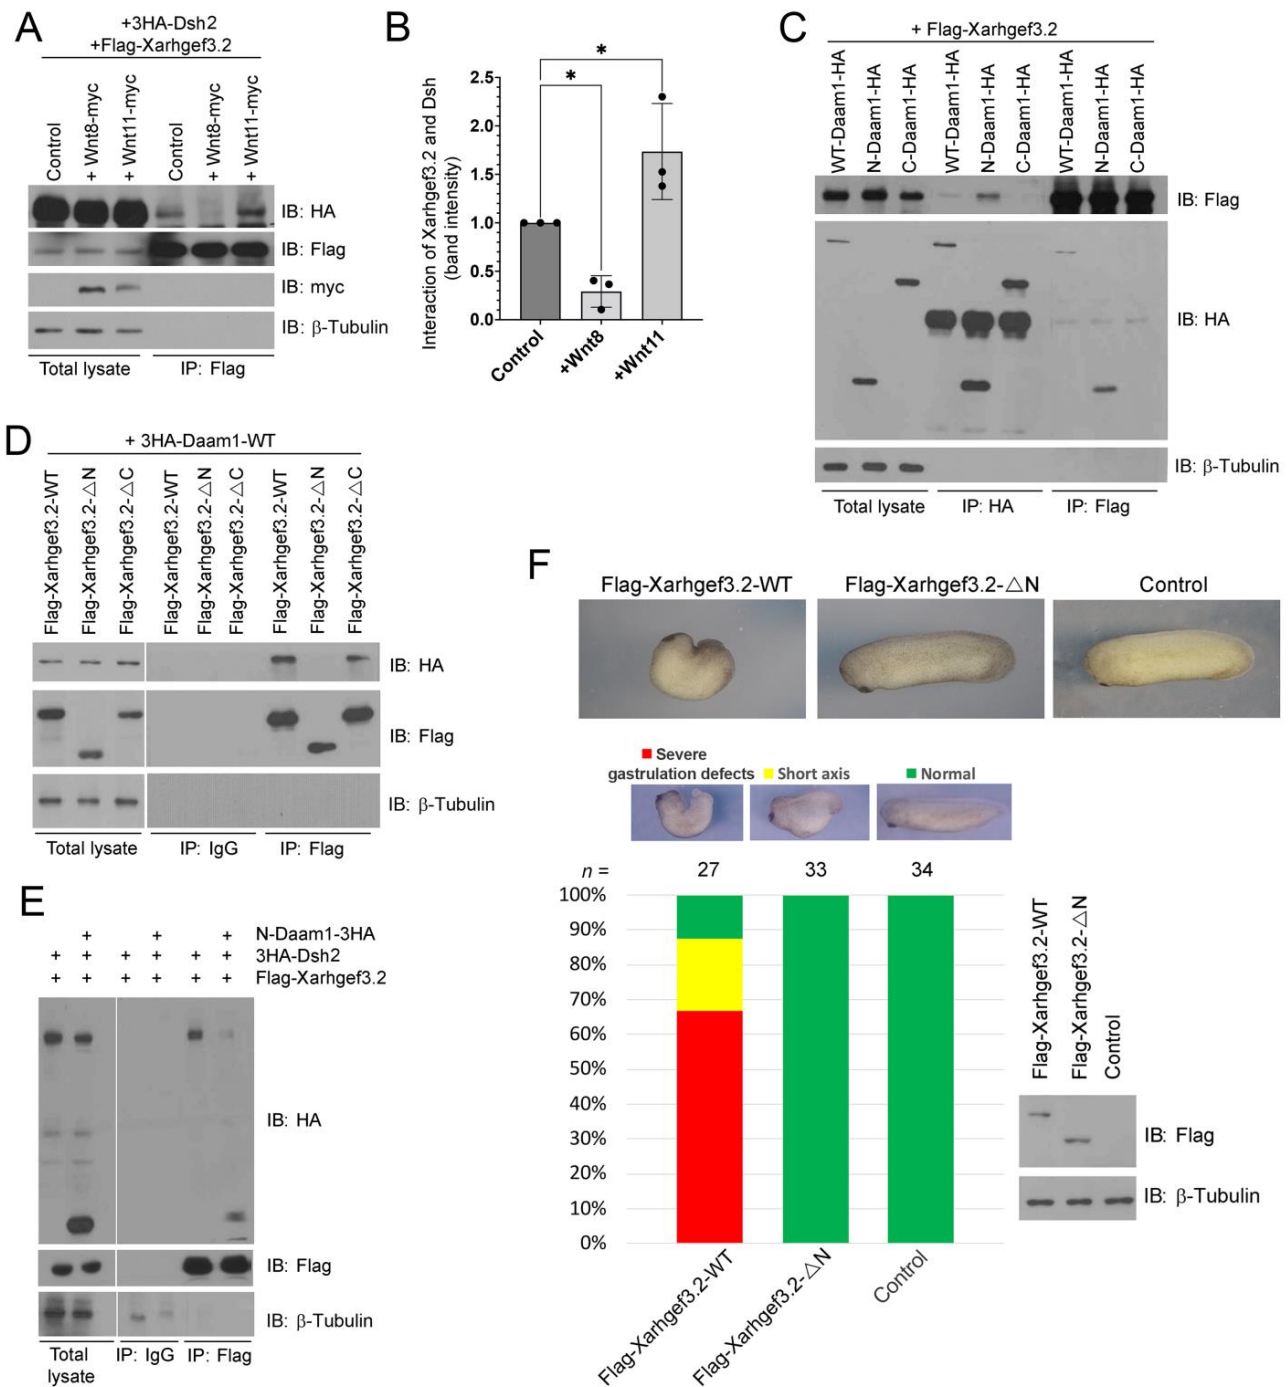 A
+3HA-Dsh2
+Flag-Xarhgef3.2
Control
+ Wnt8-myc
+ Wnt11-myc
Control
+ Wnt8-myc
+ Wnt11-myc
IB: HA
IB: Flag
IB: myc
IB: β-Tubulin
Total lysate
IP: Flag
B
Interaction of Xarhgef3.2 and Dsh
(band intensity)
2.5
2.0
1.5
1.0
0.5
0.0
*
*
Control
+Wnt8
+Wnt11
C
+ Flag-Xarhgef3.2
WT-Daam1-HA
N-Daam1-HA
C-Daam1-HA
WT-Daam1-HA
N-Daam1-HA
C-Daam1-HA
WT-Daam1-HA
N-Daam1-HA
C-Daam1-HA
IB: Flag
IB: HA
IB: β-Tubulin
Total lysate
IP: HA
IP: Flag
D
+ 3HA-Daam1-WT
Flag-Xarhgef3.2-WT
Flag-Xarhgef3.2-△N
Flag-Xarhgef3.2-△C
Flag-Xarhgef3.2-WT
Flag-Xarhgef3.2-△N
Flag-Xarhgef3.2-△C
Flag-Xarhgef3.2-WT
Flag-Xarhgef3.2-△N
Flag-Xarhgef3.2-△C
IB: HA
IB: Flag
IB: β-Tubulin
Total lysate
IP: IgG
IP: Flag
E
+ + + N-Daam1-3HA
+ + + + + + 3HA-Dsh2
+ + + + + + Flag-Xarhgef3.2
IB: HA
IB: Flag
IB: β-Tubulin
Total
lysate
IP: IgG
IP: Flag
F
Flag-Xarhgef3.2-WT
Flag-Xarhgef3.2-△N
Control
Severe
gastrulation defects
Short axis
Normal
n =
27
33
34
100%
90%
80%
70%
60%
50%
40%
30%
20%
10%
0%
Flag-Xarhgef3.2-WT
Flag-Xarhgef3.2-△N
Control
Flag-Xarhgef3.2-WT
Flag-Xarhgef3.2-△N
Control
IB: Flag
IB: β-Tubulin